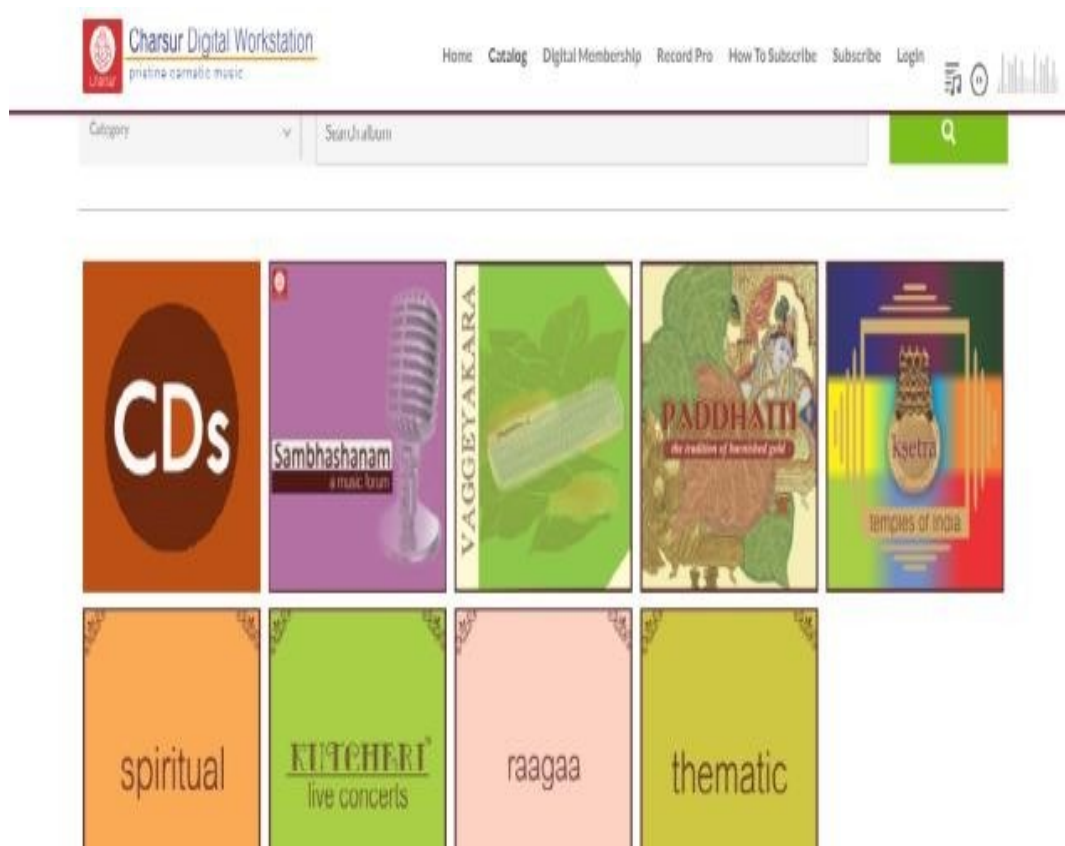 Charsur Digital Workstation
pristine carnatic music
Home Catalog Digital Membership Record Pro How To Subscribe Subscribe Login
Category
Search album
CDs
Sambhashanam
a music forum
VAGGEYAKARA
PADDHATTI
the tradition of burnished gold
ksetra
temples of india
spiritual
KUTCHERI
live concerts
raagaa
thematic